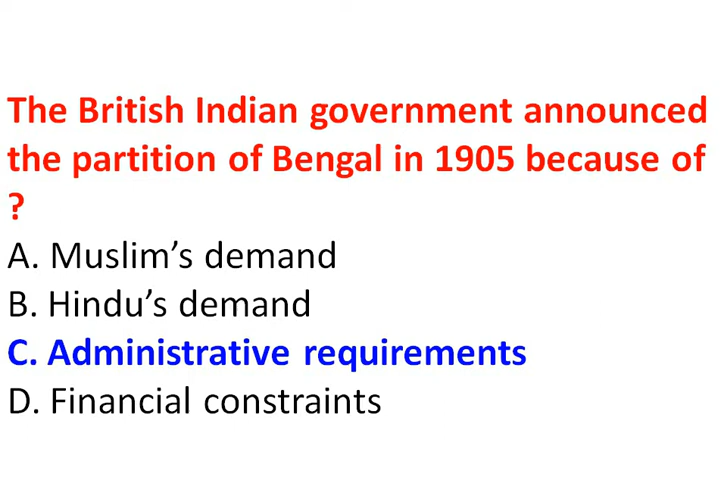 The British Indian government announced
the partition of Bengal in 1905 because of
?
A. Muslim’s demand
B. Hindu’s demand
C. Administrative requirements
D. Financial constraints